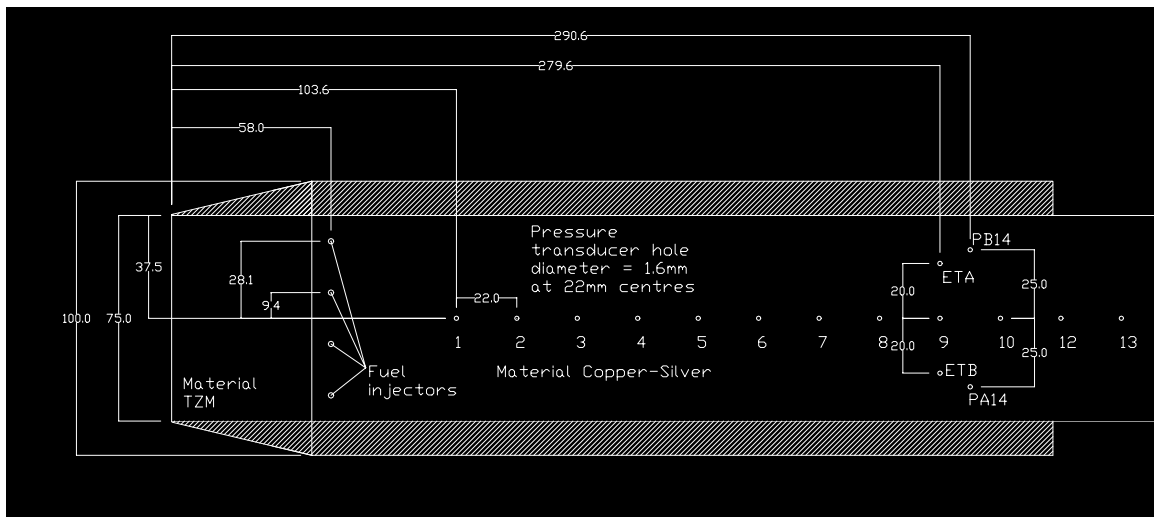 290.6
279.6
103.6
58.0
Pressure
transducer hole
diameter = 1.6mm
at 22mm centres
PB14
ETA
37.5
28.1
9.4
22.0
20.0
25.0
100.0
75.0
1 2 3 4 5 6 7 8 9 10 12 13
20.0
25.0
Fuel
injectors
Material Copper-Silver
ETB
PA14
Material
TZM